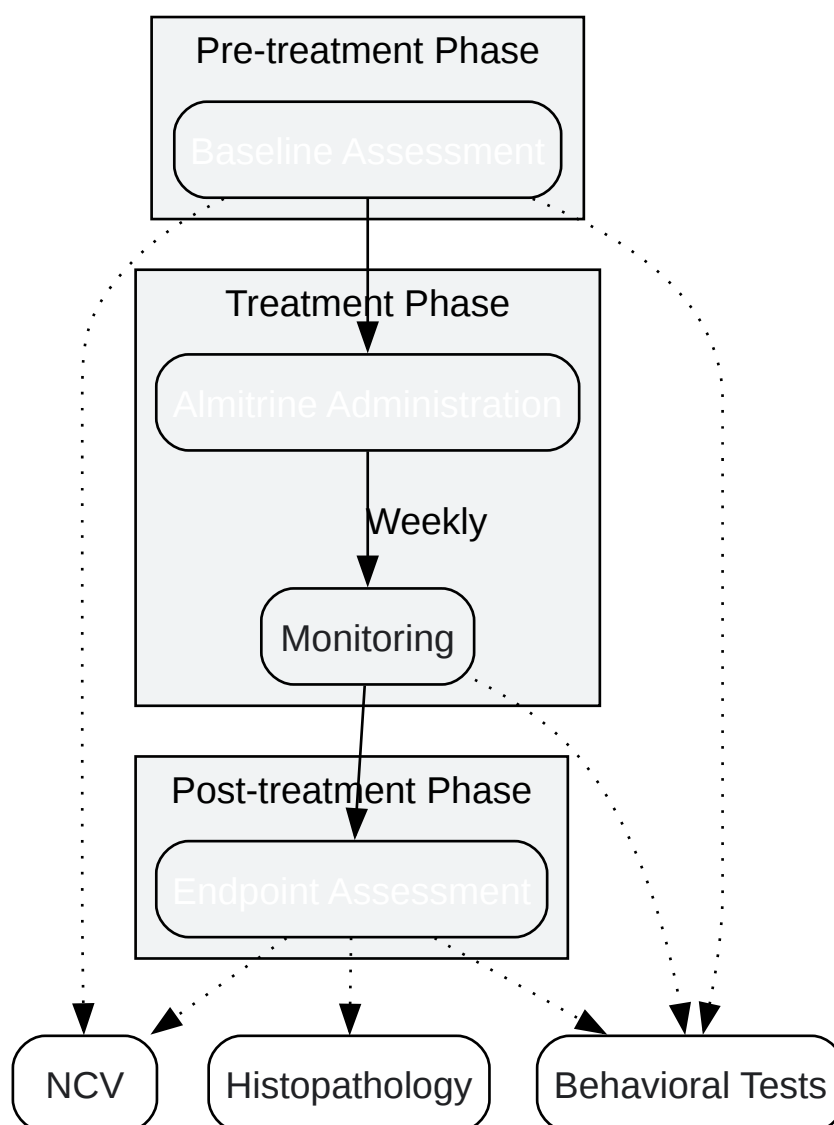 Pre-treatment Phase
Baseline Assessment
Treatment Phase
Almitrine Administration
Weekly
Monitoring
Post-treatment Phase
Endpoint Assessment
NCV
Histopathology
Behavioral Tests